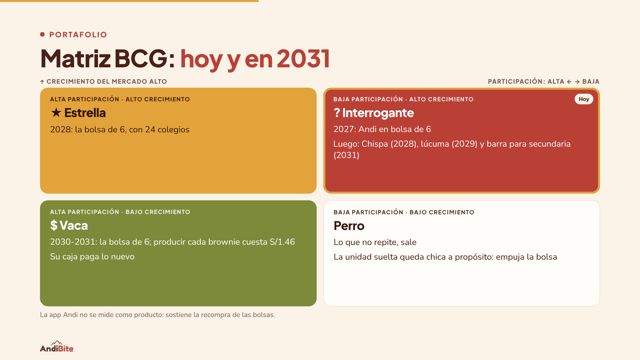 PORTAFOLIO
Matriz BCG: hoy y en 2031
↑ CRECIMIENTO DEL MERCADO ALTO
PARTICIPACIÓN: ALTA ← → BAJA
ALTA PARTICIPACIÓN · ALTO CRECIMIENTO
★ Estrella
2028: la bolsa de 6, con 24 colegios
BAJA PARTICIPACIÓN · ALTO CRECIMIENTO
Hoy
? Interrogante
2027: Andi en bolsa de 6
Luego: Chispa (2028), lúcuma (2029) y barra para secundaria
(2031)
ALTA PARTICIPACIÓN · BAJO CRECIMIENTO
$ Vaca
2030-2031: la bolsa de 6; producir cada brownie cuesta S/1.46
Su caja paga lo nuevo
BAJA PARTICIPACIÓN · BAJO CRECIMIENTO
Perro
Lo que no repite, sale
La unidad suelta queda chica a propósito: empuja la bolsa
La app Andi no se mide como producto: sostiene la recompra de las bolsas.
AndiBite